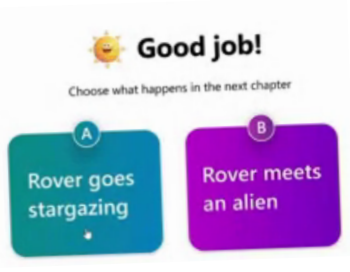 Good job!
Choose what happens in the next chapter
A
Rover goes
stargazing
B
Rover meets
an alien